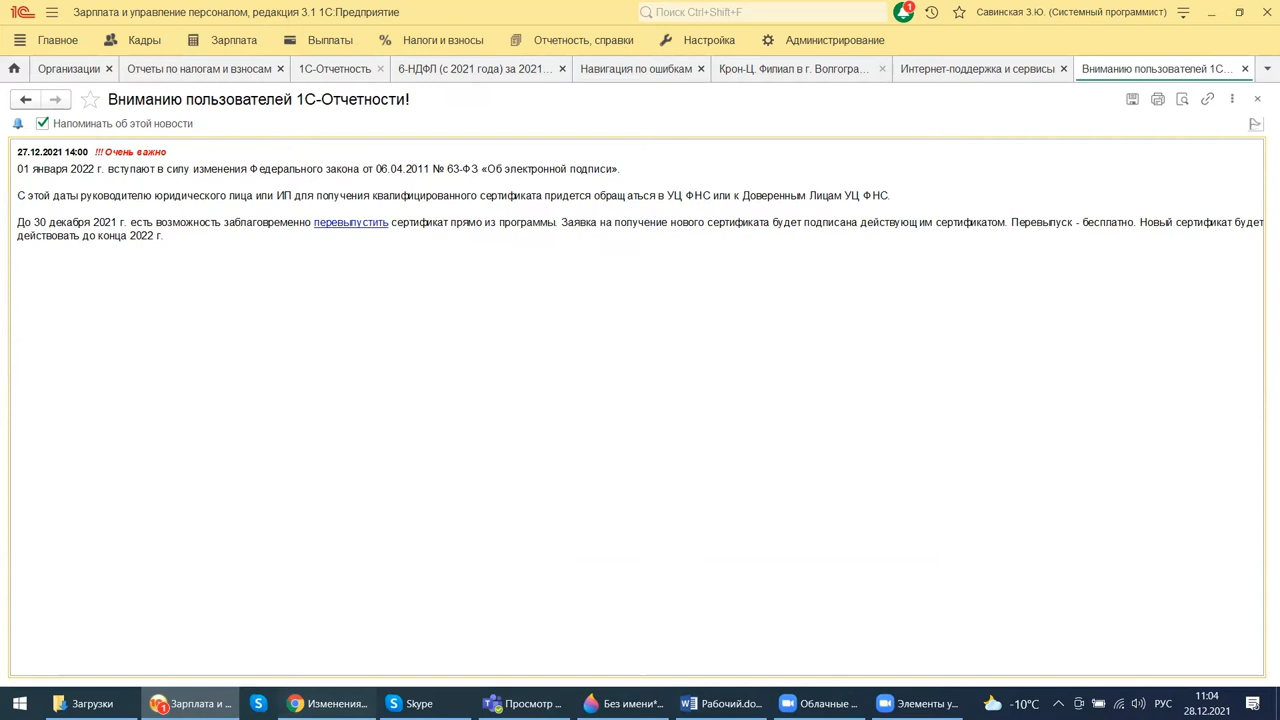 Зарплата и управление персоналом, редакция 3.1 1С:Предприятие
Поиск Ctrl+Shift+F
1
Савинская З.Ю. (Системный программист)
Главное
Кадры
Зарплата
Выплаты
Налоги и взносы
Отчетность, справки
Настройка
Администрирование
Организации
Отчеты по налогам и взносам
1С-Отчетность
6-НДФЛ (с 2021 года) за 2021...
Навигация по ошибкам
Крон-Ц. Филиал в г. Волгогра...
Интернет-поддержка и сервисы
Вниманию пользователей 1С...
Вниманию пользователей 1С-Отчетности!
Напоминать об этой новости
27.12.2021 14:00 !!! Очень важно
01 января 2022 г. вступают в силу изменения Федерального закона от 06.04.2011 № 63-ФЗ «Об электронной подписи».
С этой даты руководителю юридического лица или ИП для получения квалифицированного сертификата придется обращаться в УЦ ФНС или к Доверенным Лицам УЦ ФНС.
До 30 декабря 2021 г. есть возможность заблаговременно перевыпустить сертификат прямо из программы. Заявка на получение нового сертификата будет подписана действующим сертификатом. Перевыпуск - бесплатно. Новый сертификат будет
действовать до конца 2022 г.
Загрузки
Зарплата и ...
Изменения...
Skype
Просмотр ...
Без имени*...
Рабочий.do...
Облачные ...
Элементы у...
-10°C
РУС
11:04
28.12.2021